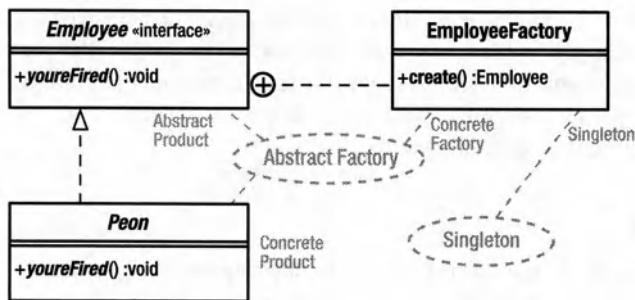 Employee «interface»
+youreFired() :void
EmployeeFactory
+create() :Employee
Abstract
Product
Concrete
Factory
Singleton
Abstract Factory
Peon
+youreFired() :void
Concrete
Product
Singleton